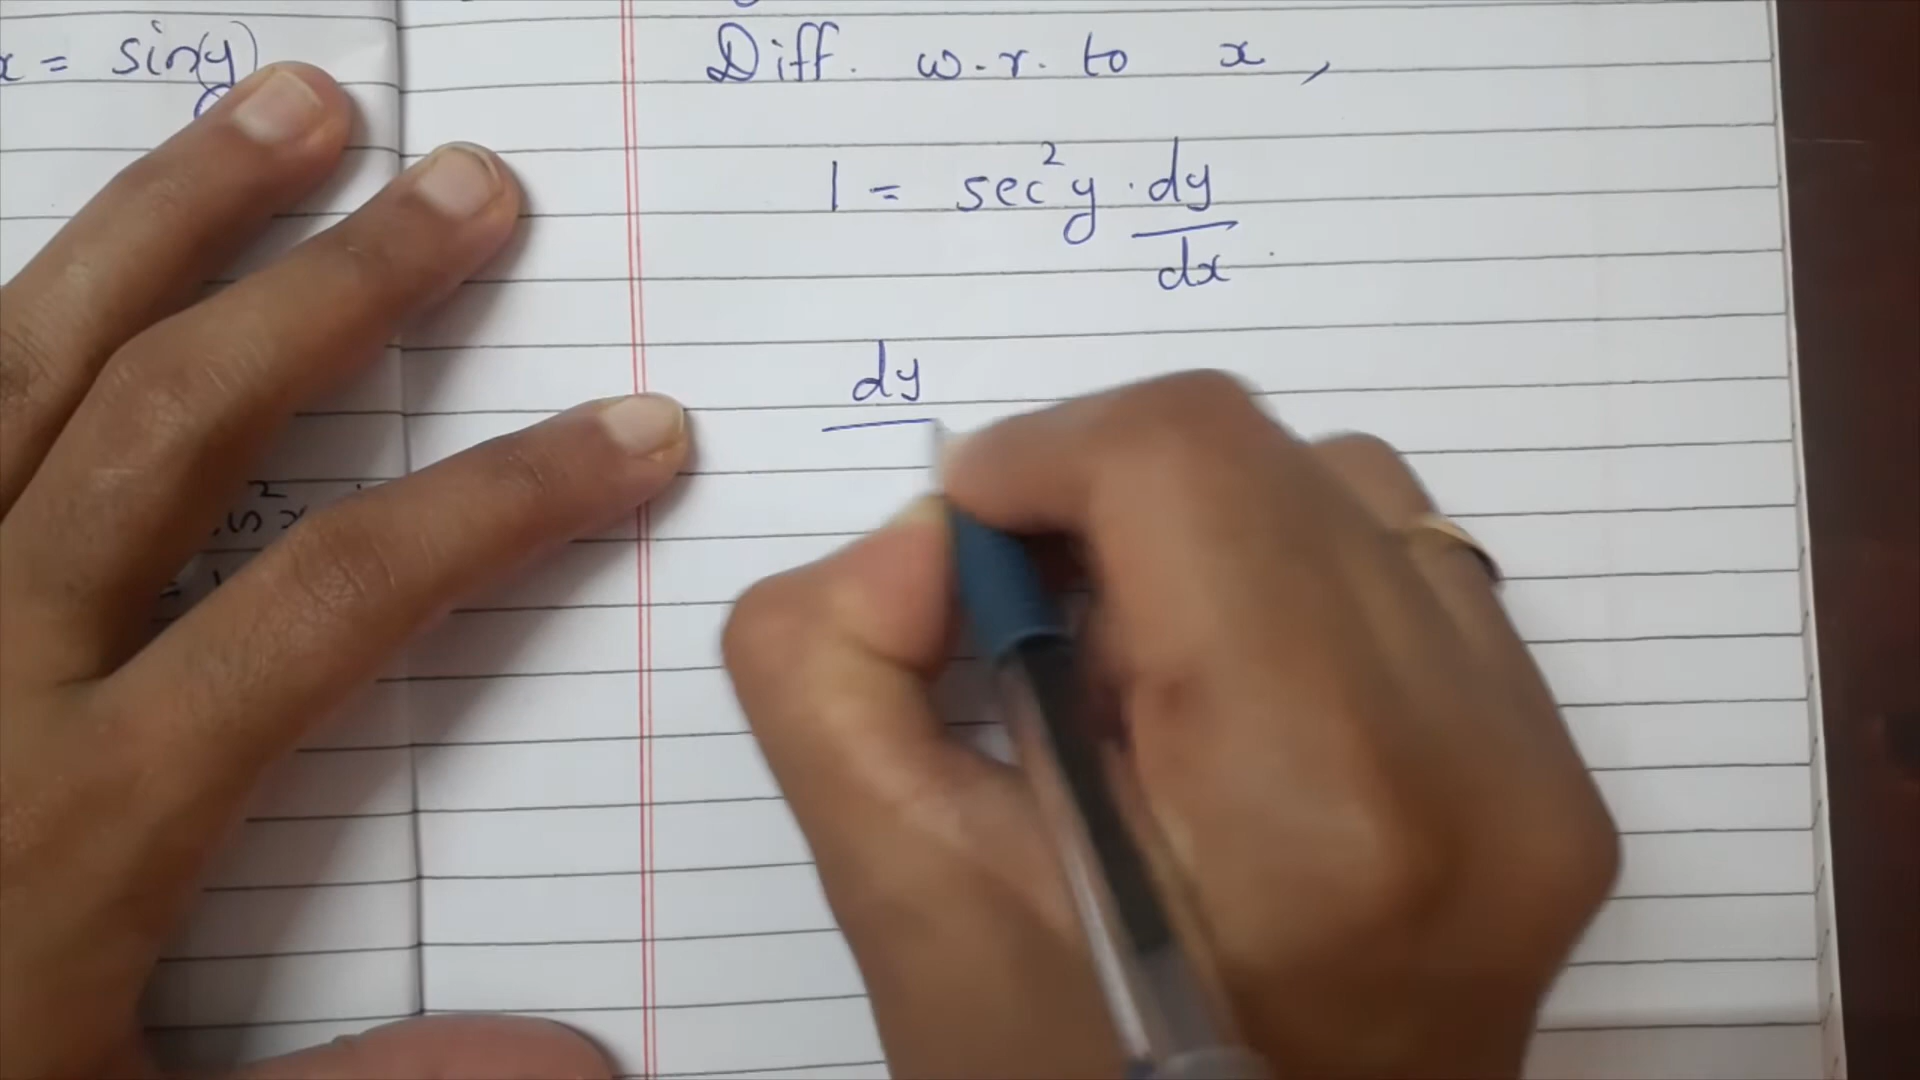 x = sin(y)
Diff. w.r. to x,
1 = sec²y · dy/dx
dy